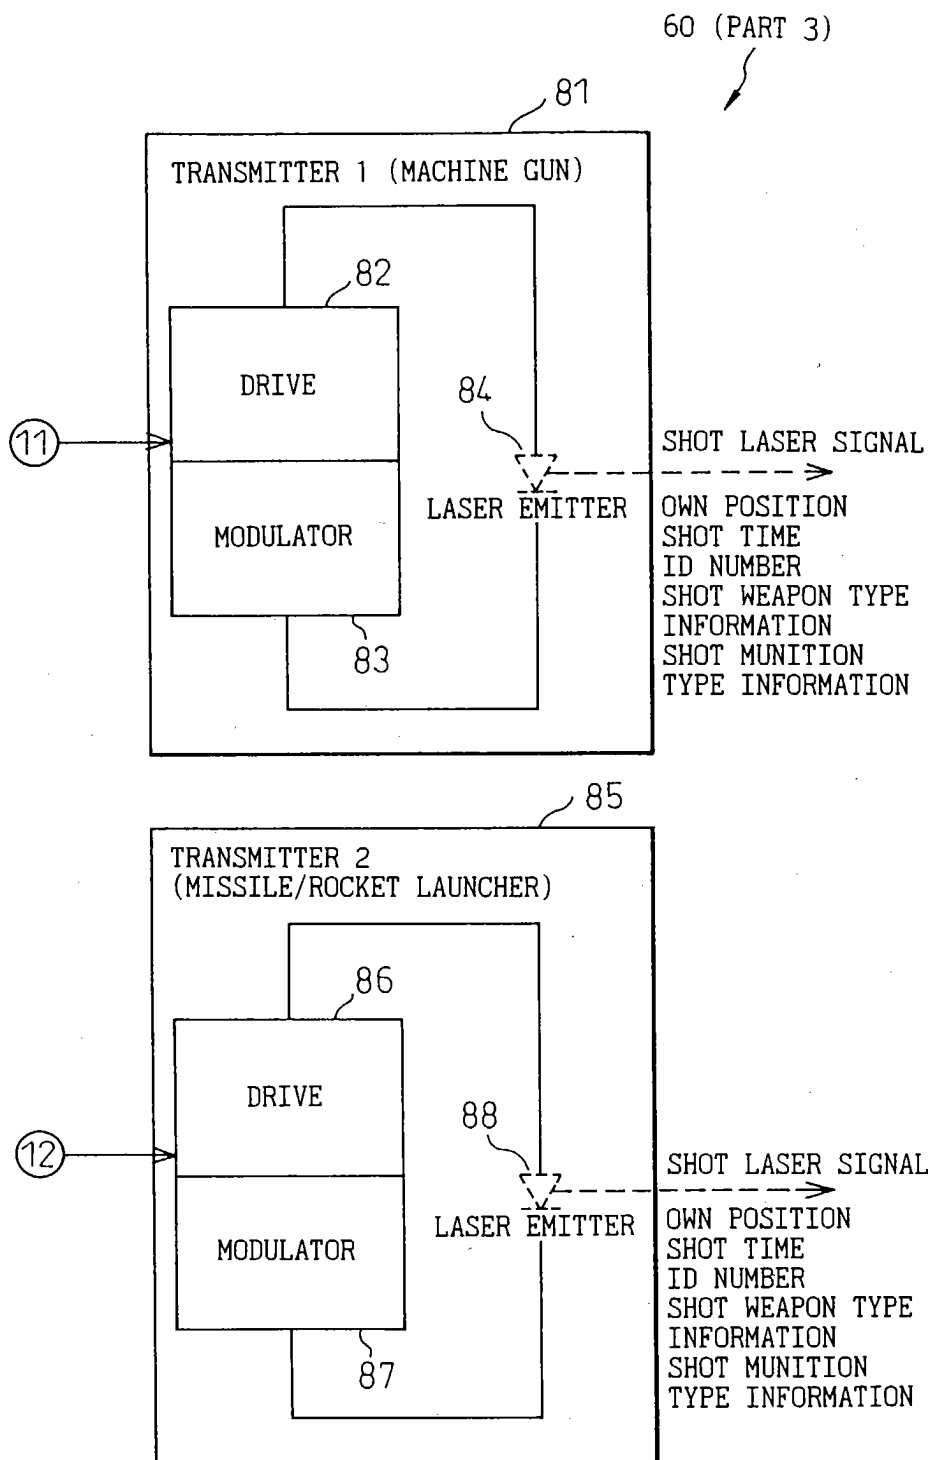 60 (PART 3)
81
TRANSMITTER 1 (MACHINE GUN)
82
DRIVE
84
11
SHOT LASER SIGNAL
LASER EMITTER
MODULATOR
OWN POSITION
SHOT TIME
ID NUMBER
SHOT WEAPON TYPE
INFORMATION
SHOT MUNITION
TYPE INFORMATION
83
85
TRANSMITTER 2
(MISSILE/ROCKET LAUNCHER)
86
DRIVE
88
12
SHOT LASER SIGNAL
LASER EMITTER
MODULATOR
OWN POSITION
SHOT TIME
ID NUMBER
SHOT WEAPON TYPE
INFORMATION
SHOT MUNITION
TYPE INFORMATION
87